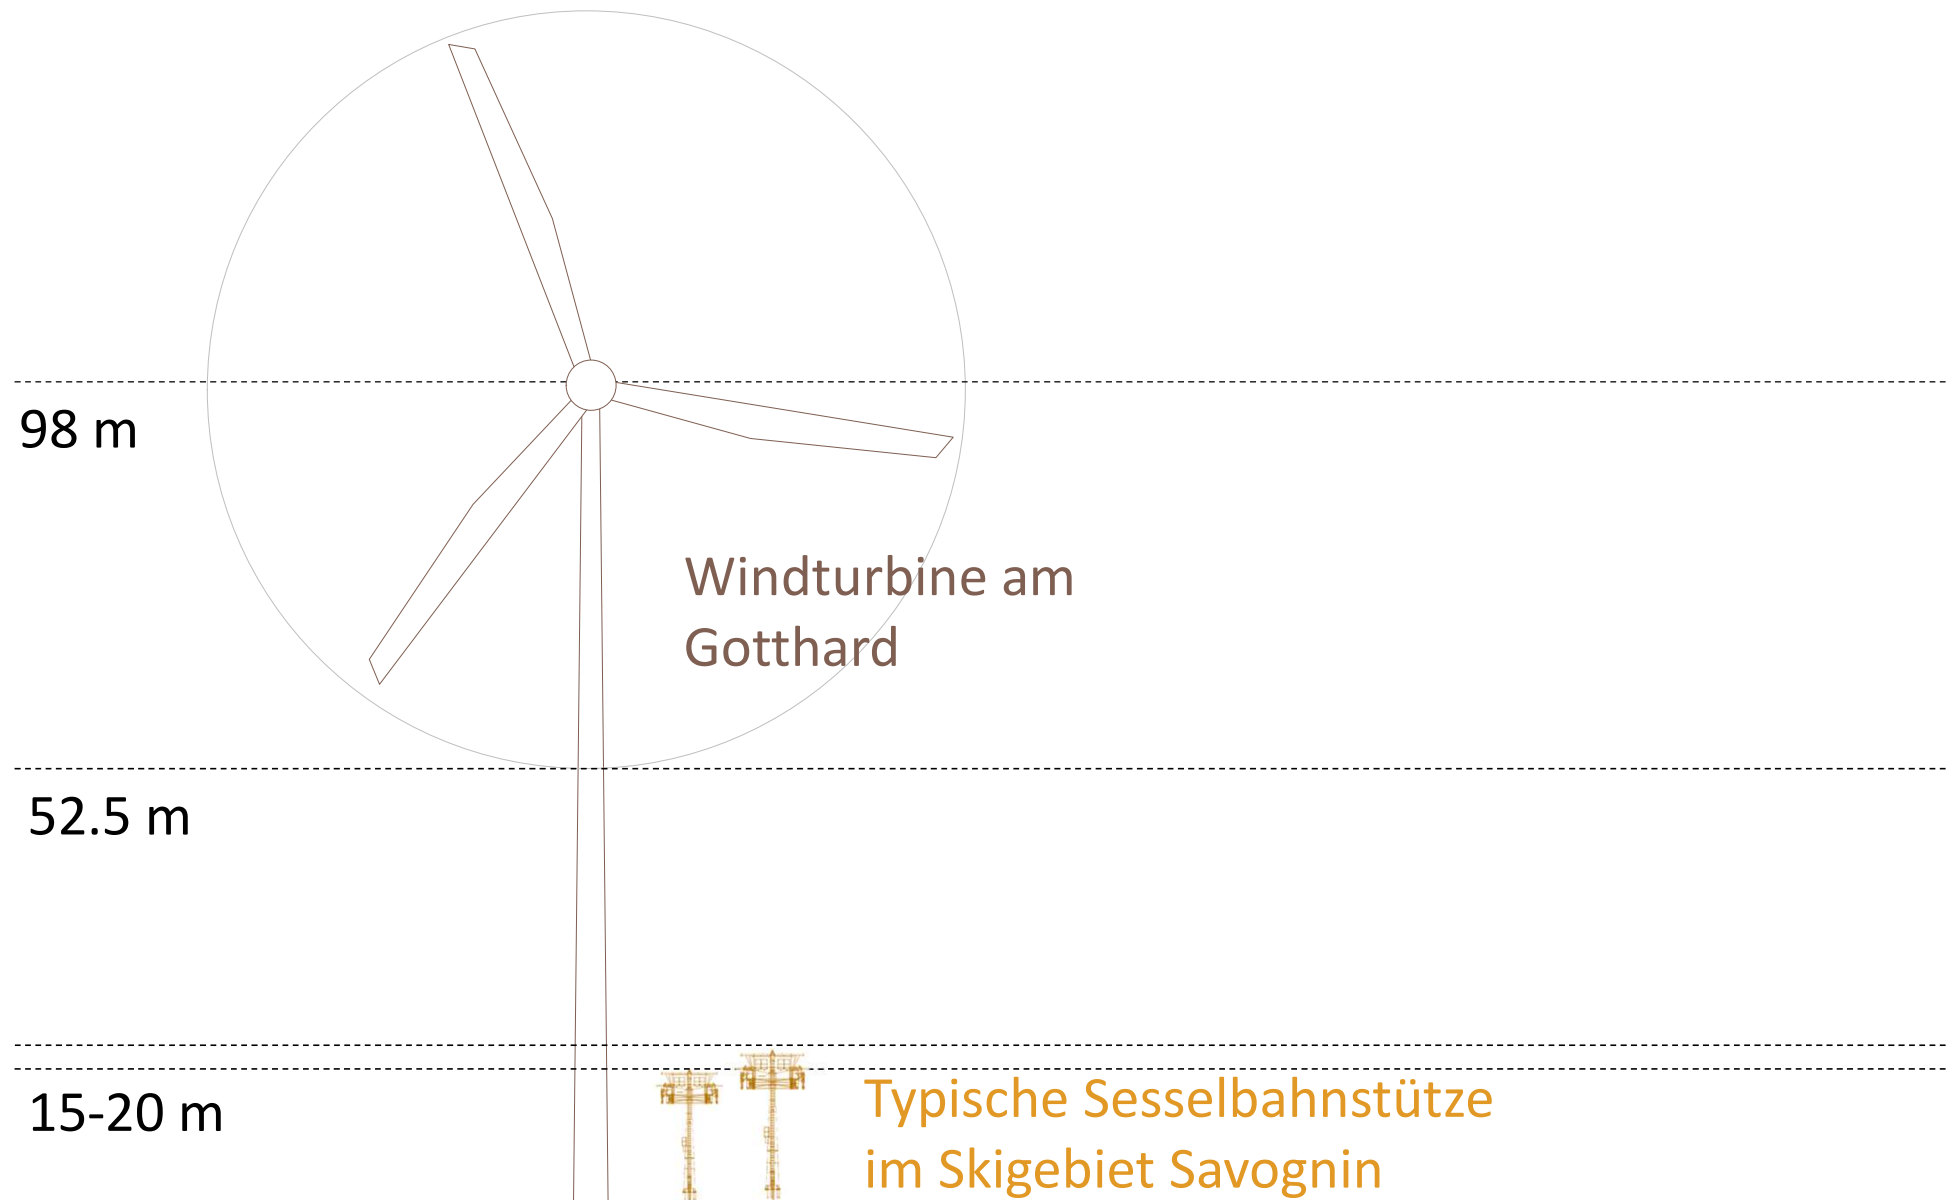 98 m
Windturbine am
Gotthard
52.5 m
15-20 m
Typische Sesselbahnstütze
im Skigebiet Savognin